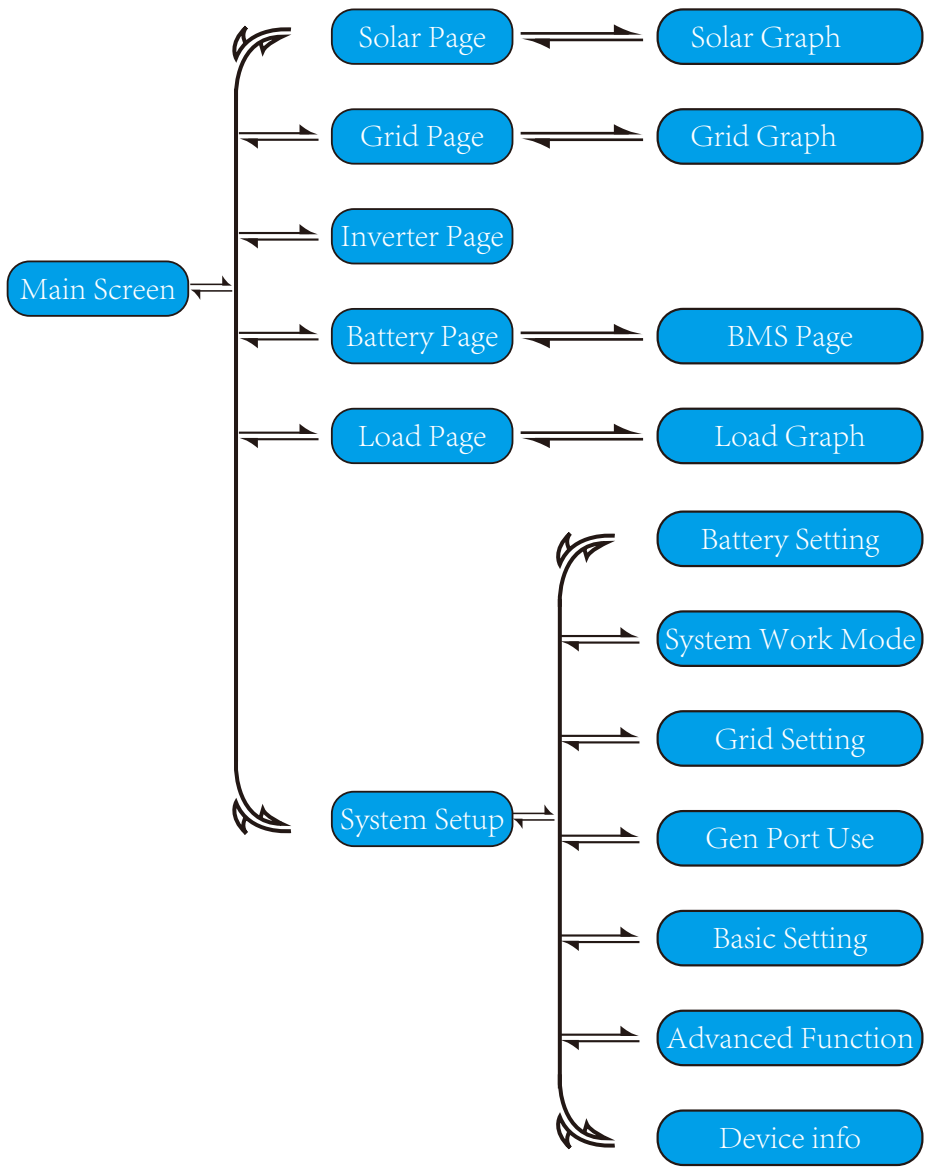 Solar Page
Solar Graph
Grid Page
Grid Graph
Inverter Page
Main Screen
Battery Page
BMS Page
Load Page
Load Graph
Battery Setting
System Work Mode
Grid Setting
System Setup
Gen Port Use
Basic Setting
Advanced Function
Device info